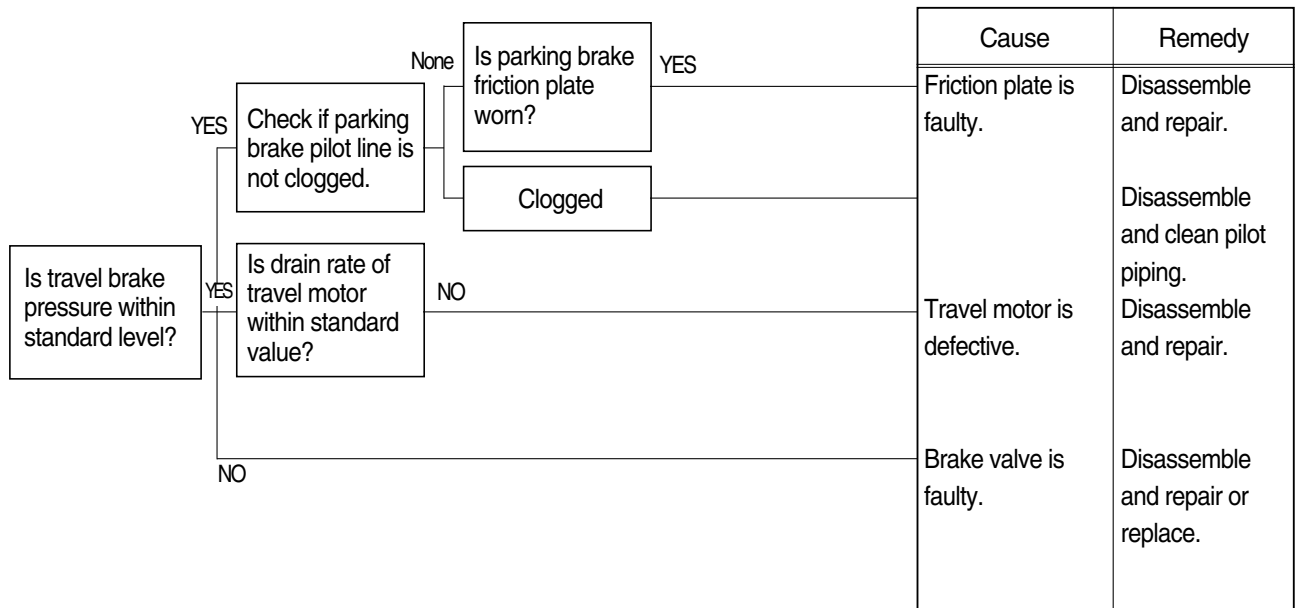 Cause
Remedy
None
Is parking brake
friction plate
worn?
YES
Friction plate is
faulty.
Disassemble
and repair.
YES
Check if parking
brake pilot line is
not clogged.
Clogged
Disassemble
and clean pilot
piping.
Is travel brake
pressure within
standard level?
YES
Is drain rate of
travel motor
within standard
value?
NO
Travel motor is
defective.
Disassemble
and repair.
NO
Brake valve is
faulty.
Disassemble
and repair or
replace.